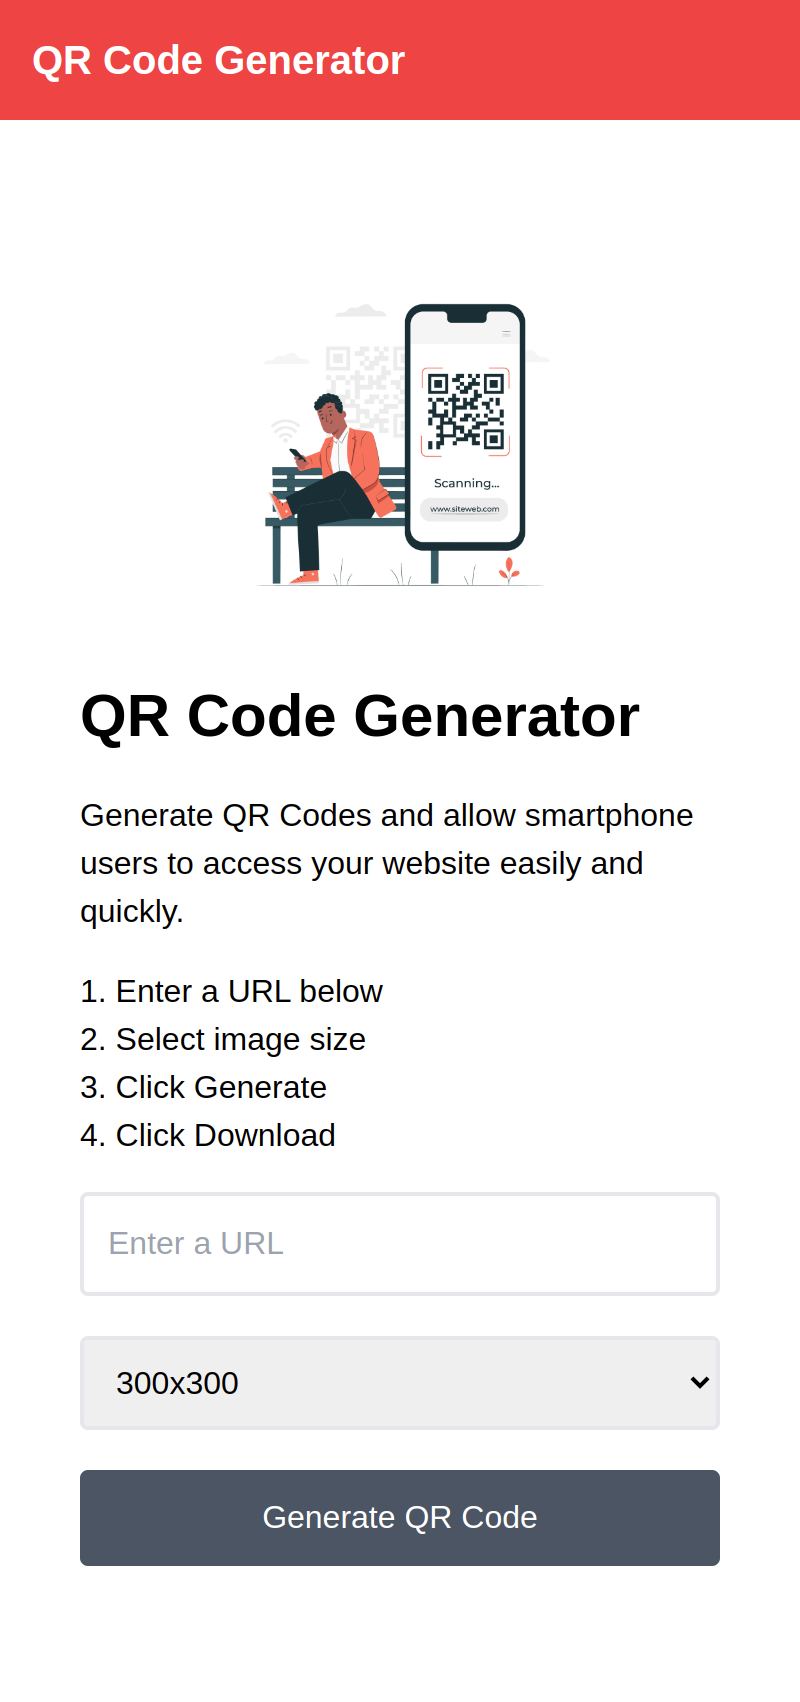 QR Code Generator
Scanning...
www.siteweb.com
QR Code Generator
Generate QR Codes and allow smartphone
users to access your website easily and
quickly.
1. Enter a URL below
2. Select image size
3. Click Generate
4. Click Download
Enter a URL
300x300
Generate QR Code